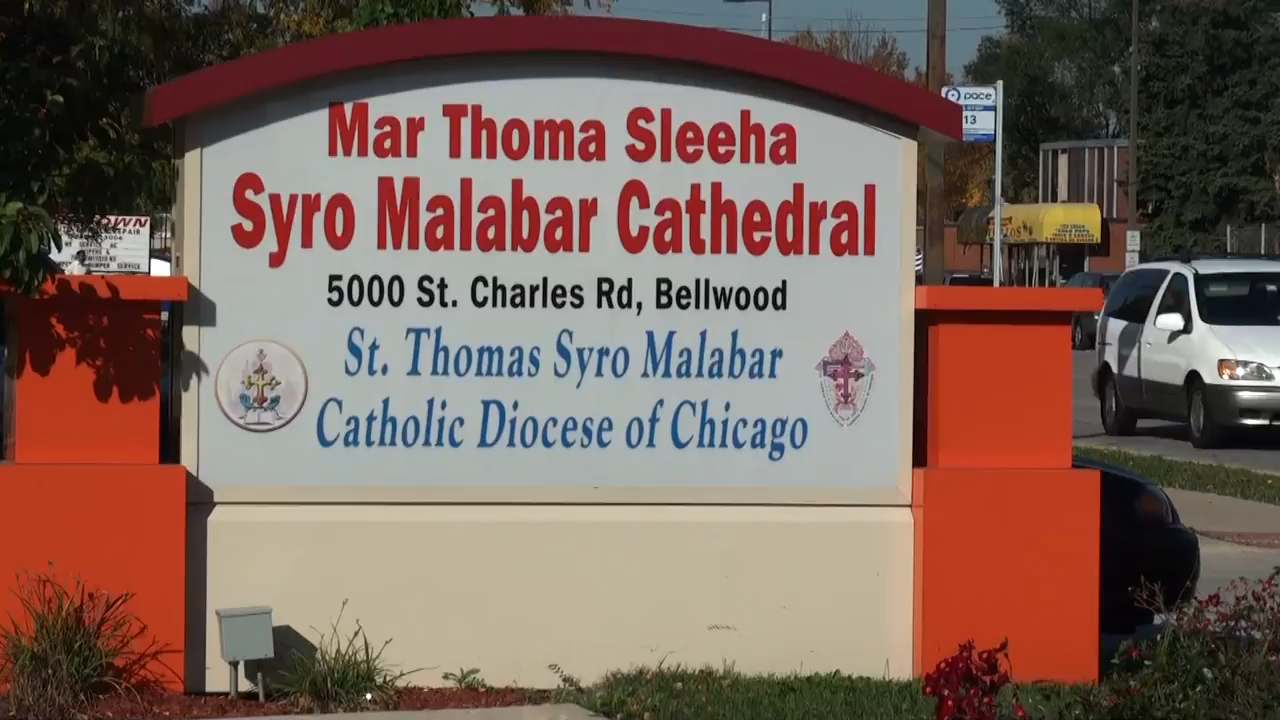 Mar Thoma Sleeha
Syro Malabar Cathedral
5000 St. Charles Rd, Bellwood
St. Thomas Syro Malabar
Catholic Diocese of Chicago
pace
13